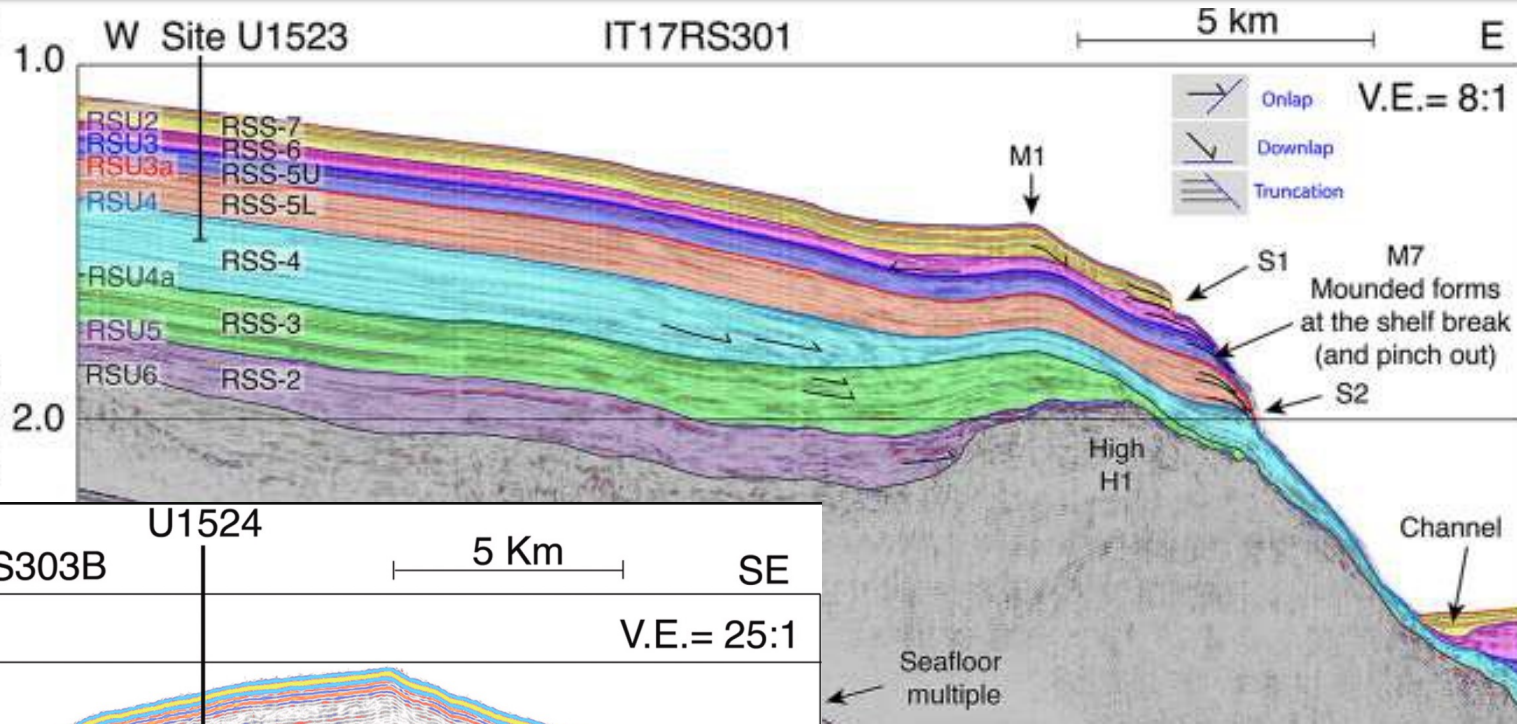 W Site U1523 IT17RS301 5 km E
1.0
V.E.= 8:1
Onlap
Downlap
Truncation
RSU2
RSU3
RSU3a
RSU4
RSU4a
RSU5
RSU6
RSS-7
RSS-6
RSS-5U
RSS-5L
RSS-4
RSS-3
RSS-2
M1
S1
M7
Mounded forms
at the shelf break
(and pinch out)
S2
2.0
High
H1
Channel
Seafloor
multiple
U1524
S303B 5 Km SE
V.E.= 25:1